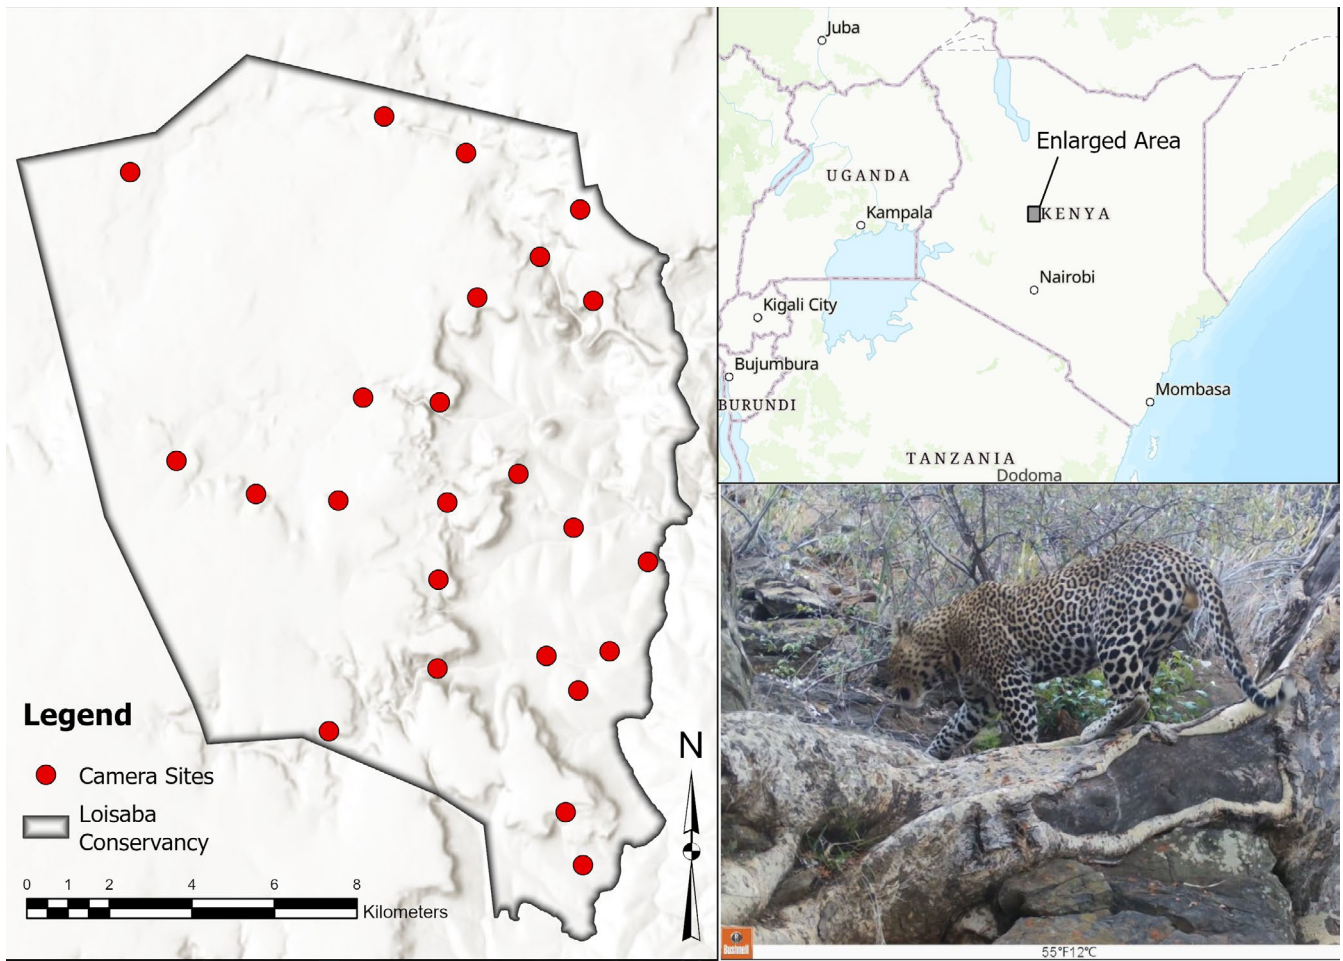 Legend
Camera Sites
Loisaba
Conservancy
0 1 2 4 6 8
Kilometers
N
Juba
Enlarged Area
UGANDA
Kampala
KENYA
Nairobi
Kigali City
Bujumbura
BURUNDI
Mombasa
TANZANIA
Dodoma
Bushnell
55°F12°C